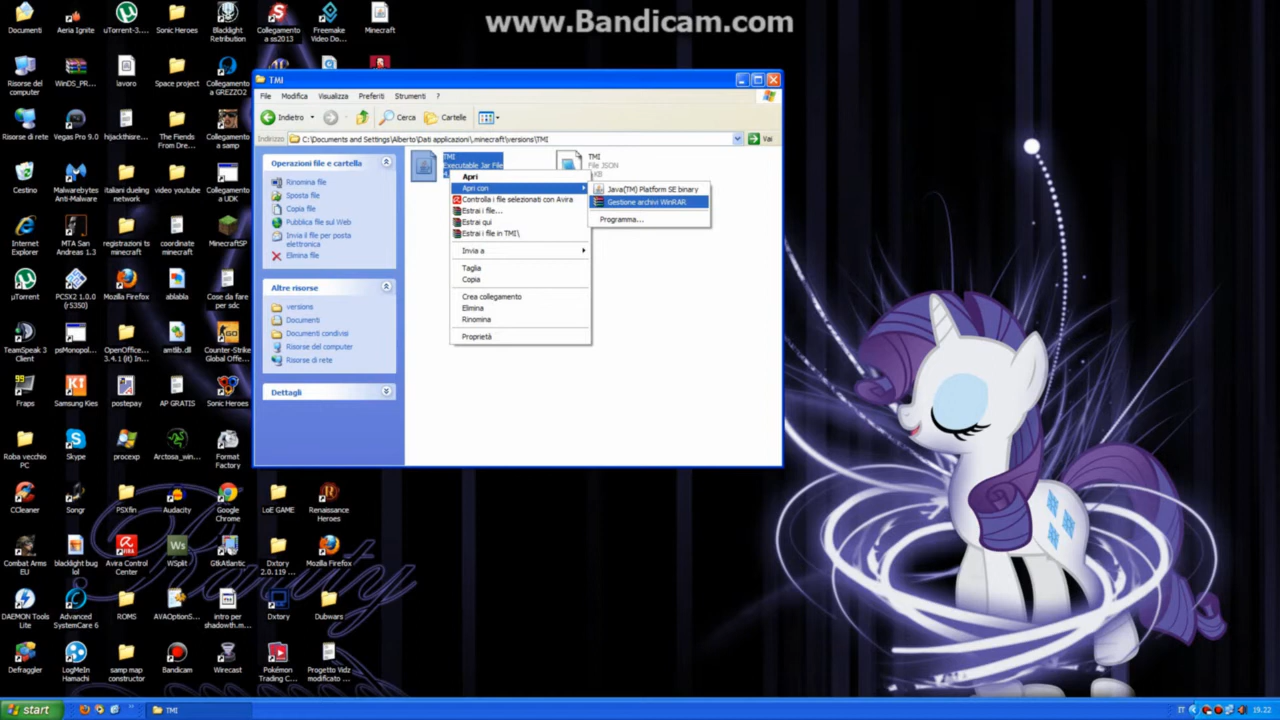 www.Bandicam.com
Documenti
Aeria Ignite
uTorrent-3....
Sonic Heroes
Blacklight
Retribution
Collegamento
a ss2013
Freemake
Video Do...
Minecraft
Risorse del
computer
WinDS_PR...
lavoro
Space project
Collegamento
a GREZZO2
Risorse di rete
Vegas Pro 9.0
hijackthisre...
The Fiends
From Dre...
Collegamento
a samp
Cestino
Malwarebytes
Anti-Malware
italiani dueling
network
video youtube
Collegamento
a UDK
Internet
Explorer
MTA San
Andreas 1.3
registrazioni ts
minecraft
coordinate
minecraft
MinecraftSP
µTorrent
PCSX2 1.0.0
(r5350)
Mozilla Firefox
ablabla
Cose da fare
per sdc
TeamSpeak 3
Client
psMonopol...
OpenOffice...
3.4.1 (it) In...
amtlib.dll
Counter-Strike
Global Offe...
99
Fraps
Samsung Kies
postepay
AP GRATIS
Sonic Heroes
Roba vecchio
PC
Skype
procexp
Arctosa_win...
Format
Factory
CCleaner
Songr
PSXfin
Audacity
Google
Chrome
LoE GAME
Renaissance
Heroes
Combat Arms
EU
blacklight bug
lol
Avira Control
Center
WSplit
GtkAtlantic
Dxtory
2.0.119 ...
Mozilla Firefox
DAEMON Tools
Lite
Advanced
SystemCare 6
ROMS
AVAOptionS...
intro per
shadowth.m...
Dxtory
Dubwars
Defraggler
LogMeIn
Hamachi
samp map
constructor
Bandicam
Wirecast
Pokémon
Trading C...
Progetto Vidz
modificato ...
TMI
File
Modifica
Visualizza
Preferiti
Strumenti
?
Indietro
Cerca
Cartelle
Indirizzo
C:\Documents and Settings\Alberto\Dati applicazioni\.minecraft\versions\TMI
Vai
Operazioni file e cartella
Rinomina file
Sposta file
Copia file
Pubblica file sul Web
Invia il file per posta
elettronica
Elimina file
Altre risorse
versions
Documenti
Documenti condivisi
Risorse del computer
Risorse di rete
Dettagli
TMI
Executable Jar File
TMI
File JSON
KB
Apri
Apri con
Controlla i file selezionati con Avira
Estrai i file...
Estrai qui
Estrai i file in TMI\
Invia a
Taglia
Copia
Crea collegamento
Elimina
Rinomina
Proprietà
Java(TM) Platform SE binary
Gestione archivi WinRAR
Programma...
start
TMI
IT
19.22